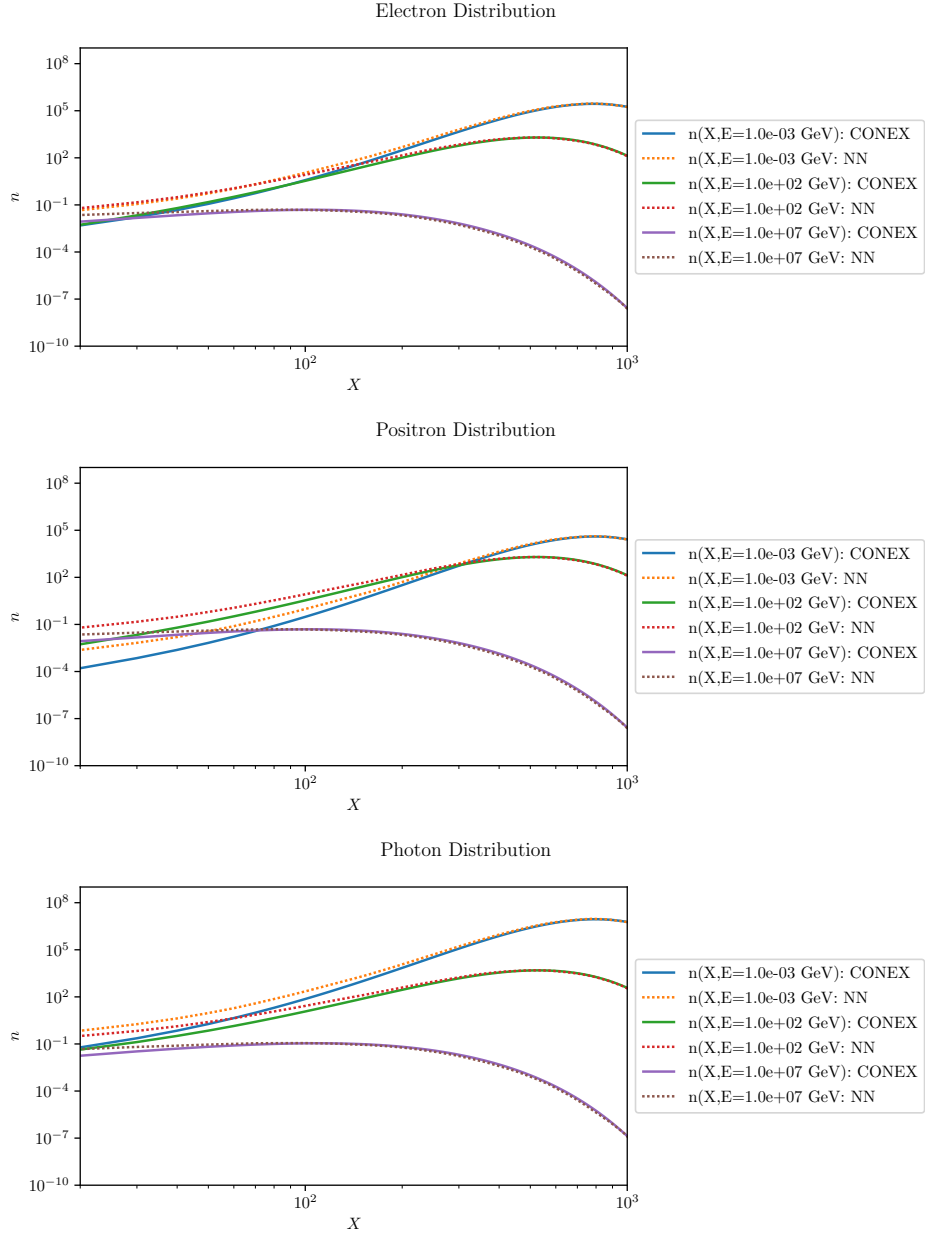 Electron Distribution
10^8
10^5
10^2
10^-1
10^-4
10^-7
10^-10
n
10^2
10^3
X
n(X,E=1.0e-03 GeV): CONEX
n(X,E=1.0e-03 GeV: NN
n(X,E=1.0e+02 GeV): CONEX
n(X,E=1.0e+02 GeV: NN
n(X,E=1.0e+07 GeV): CONEX
n(X,E=1.0e+07 GeV: NN
Positron Distribution
10^8
10^5
10^2
10^-1
10^-4
10^-7
10^-10
n
10^2
10^3
X
n(X,E=1.0e-03 GeV): CONEX
n(X,E=1.0e-03 GeV: NN
n(X,E=1.0e+02 GeV): CONEX
n(X,E=1.0e+02 GeV: NN
n(X,E=1.0e+07 GeV): CONEX
n(X,E=1.0e+07 GeV: NN
Photon Distribution
10^8
10^5
10^2
10^-1
10^-4
10^-7
10^-10
n
10^2
10^3
X
n(X,E=1.0e-03 GeV): CONEX
n(X,E=1.0e-03 GeV: NN
n(X,E=1.0e+02 GeV): CONEX
n(X,E=1.0e+02 GeV: NN
n(X,E=1.0e+07 GeV): CONEX
n(X,E=1.0e+07 GeV: NN